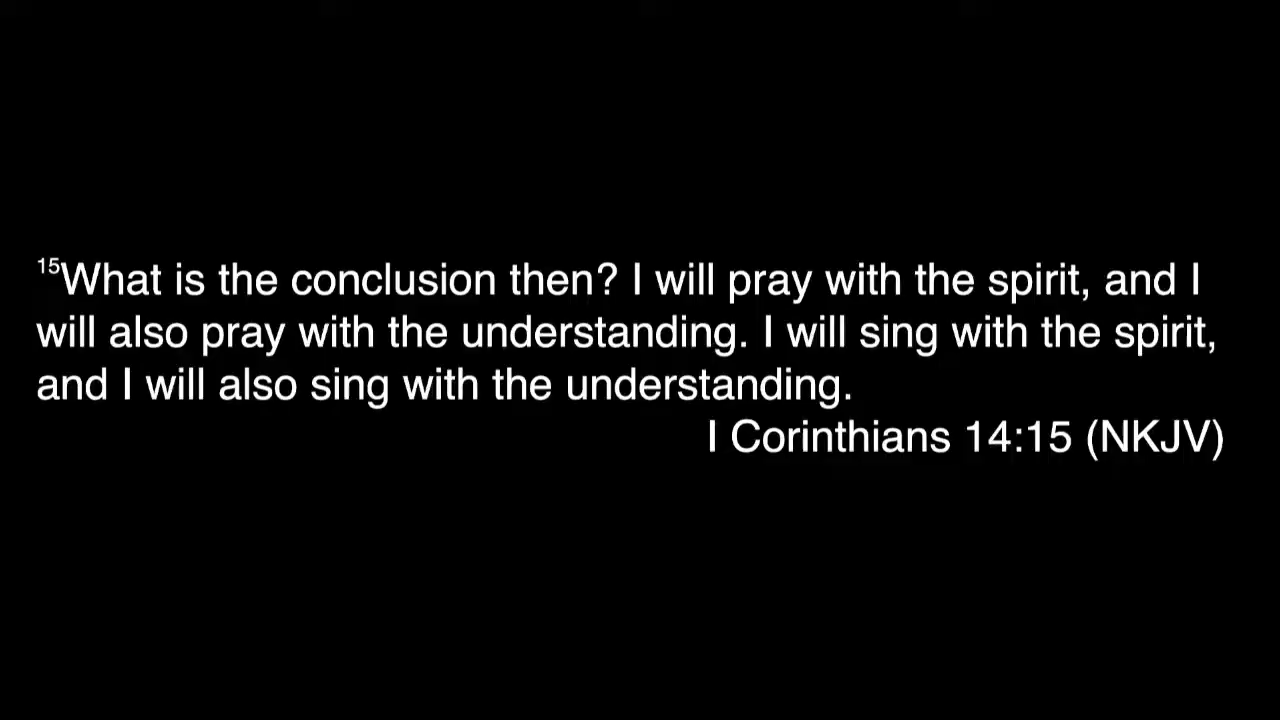 15What is the conclusion then? I will pray with the spirit, and I
will also pray with the understanding. I will sing with the spirit,
and I will also sing with the understanding.
I Corinthians 14:15 (NKJV)